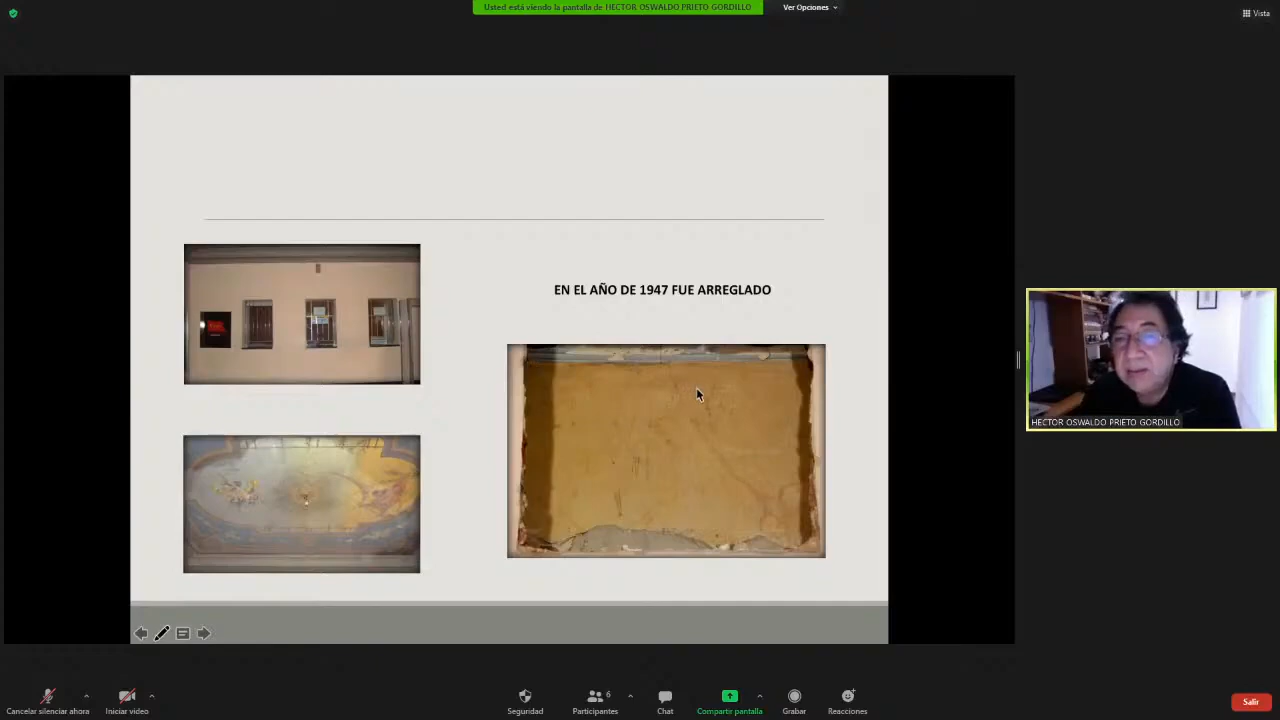 Usted está viendo la pantalla de HECTOR OSWALDO PRIETO GORDILLO
Ver Opciones
Vista
EN EL AÑO DE 1947 FUE ARREGLADO
HECTOR OSWALDO PRIETO GORDILLO
Cancelar silenciar ahora
Iniciar video
Seguridad
6
Participantes
Chat
Compartir pantalla
Grabar
Reacciones
Salir